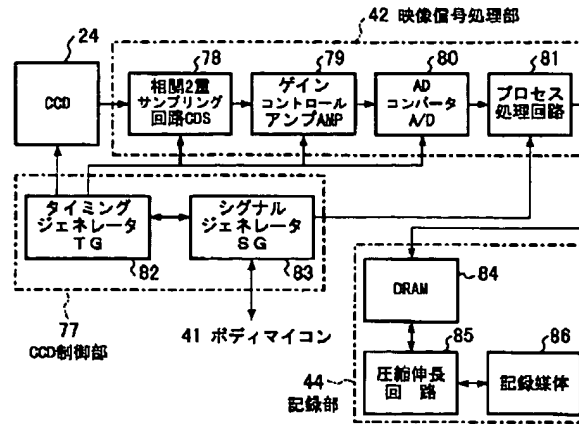 42 映像信号処理部
24
78
79
80
81
CCD
相関2重
サンプリング
回路CDS
ゲイン
コントロール
アンプAMP
AD
コンバータ
A/D
プロセス
処理回路
タイミング
ジェネレータ
TG
シグナル
ジェネレータ
SG
82
83
77
CCD制御部
41 ボディマイコン
DRAM
84
85
86
圧縮伸長
回 路
記録媒体
44
記録部